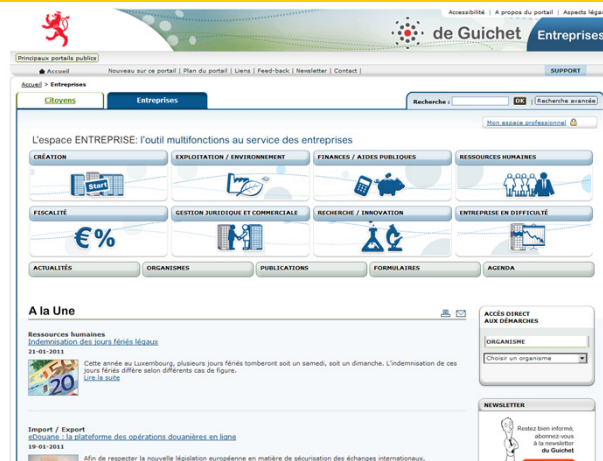 Accessibilité | A propos du portail | Aspects légaux
de Guichet Entreprises
Principaux portails publics
Accueil Nouveau sur ce portail | Plan du portail | Liens | Feed-back | Newsletter | Contact | SUPPORT
Accueil > Entreprises
Citoyens Entreprises Recherche : OK | Recherche avancée
Mon espace professionnel
L'espace ENTREPRISE: l'outil multifonctions au service des entreprises
CRÉATION EXPLOITATION / ENVIRONNEMENT FINANCES / AIDES PUBLIQUES RESSOURCES HUMAINES
Start
FISCALITÉ GESTION JURIDIQUE ET COMMERCIALE RECHERCHE / INNOVATION ENTREPRISE EN DIFFICULTÉ
€%
ACTUALITÉS ORGANISMES PUBLICATIONS FORMULAIRES AGENDA
A la Une
Ressources humaines
Indemnisation des jours fériés légaux
21-01-2011
Cette année au Luxembourg, plusieurs jours fériés tomberont soit un samedi, soit un dimanche. L'indemnisation de ces
jours fériés diffère selon différents cas de figure.
Lire la suite
20
Import / Export
eDouane : la plateforme des opérations douanières en ligne
19-01-2011
Afin de respecter la nouvelle législation européenne en matière de sécurisation des échanges internationaux,
ACCÈS DIRECT
AUX DÉMARCHES
ORGANISME
Choisir un organisme
NEWSLETTER
Restez bien informé,
abonnez-vous
à la newsletter
du Guichet